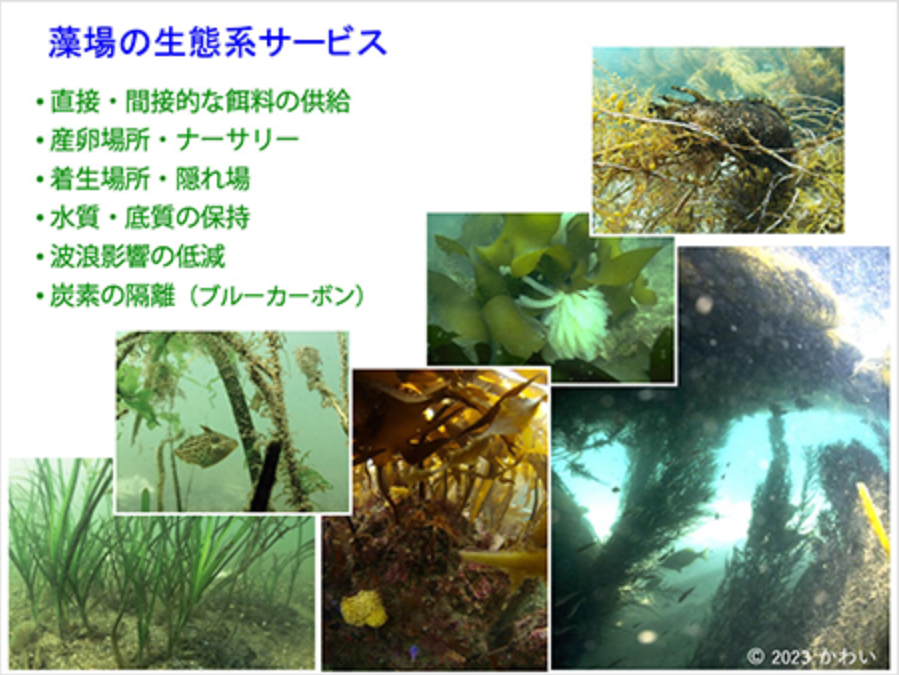 藻場の生態系サービス
• 直接・間接的な餌料の供給
• 産卵場所・ナーサリー
• 着生場所・隠れ場
• 水質・底質の保持
• 波浪影響の低減
• 炭素の隔離（ブルーカーボン）
© 2023 かわい